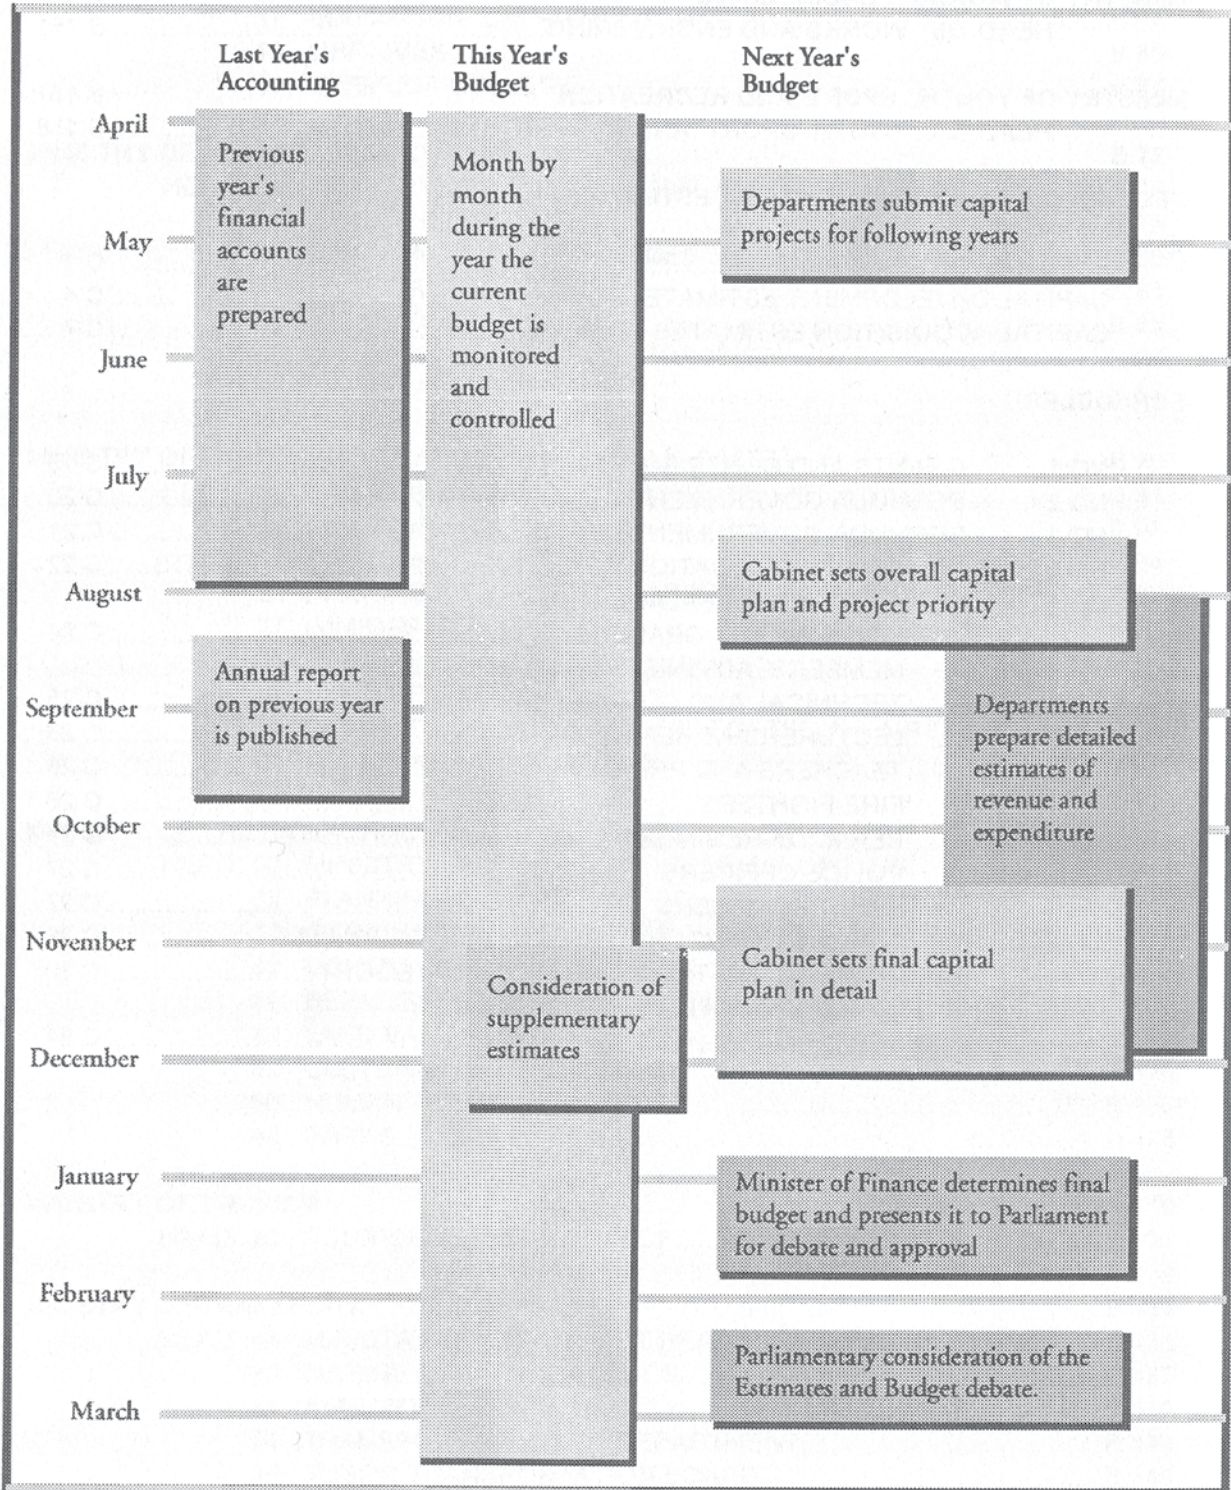 Last Year's
Accounting
This Year's
Budget
Next Year's
Budget
April
May
June
July
August
September
October
November
December
January
February
March
Previous
year's
financial
accounts
are
prepared
Annual report
on previous year
is published
Month by
month
during the
year the
current
budget is
monitored
and
controlled
Consideration of
supplementary
estimates
Departments submit capital
projects for following years
Cabinet sets overall capital
plan and project priority
Departments
prepare detailed
estimates of
revenue and
expenditure
Cabinet sets final capital
plan in detail
Minister of Finance determines final
budget and presents it to Parliament
for debate and approval
Parliamentary consideration of the
Estimates and Budget debate.